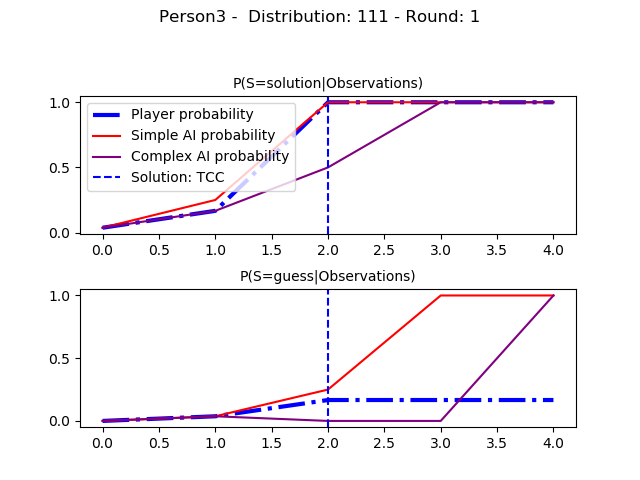 Person3 -  Distribution: 111 - Round: 1
P(S=solution|Observations)
1.0
0.5
0.0
Player probability
Simple AI probability
Complex AI probability
Solution: TCC
0.0 0.5 1.0 1.5 2.0 2.5 3.0 3.5 4.0
P(S=guess|Observations)
1.0
0.5
0.0
0.0 0.5 1.0 1.5 2.0 2.5 3.0 3.5 4.0